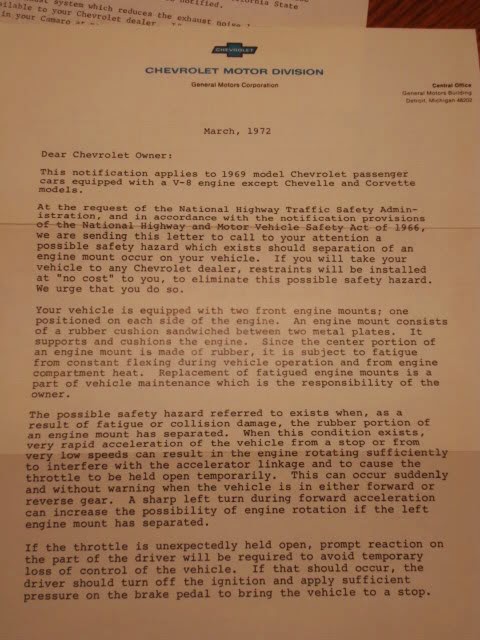 notified.
system which reduces the exhaust
to your Chevrolet dealer.
in your Camaro at
CHEVROLET
CHEVROLET MOTOR DIVISION
General Motors Corporation
Central Office
General Motors Building
Detroit, Michigan 48202
March, 1972
Dear Chevrolet Owner:
This notification applies to 1969 model Chevrolet passenger
cars equipped with a V-8 engine except Chevelle and Corvette
models.
At the request of the National Highway Traffic Safety Admin-
istration, and in accordance with the notification provisions
of the National Highway and Motor Vehicle Safety Act of 1966,
we are sending this letter to call to your attention a
possible safety hazard which exists should separation of an
engine mount occur on your vehicle. If you will take your
vehicle to any Chevrolet dealer, restraints will be installed
at "no cost" to you, to eliminate this possible safety hazard.
We urge that you do so.
Your vehicle is equipped with two front engine mounts; one
positioned on each side of the engine. An engine mount consists
of a rubber cushion sandwiched between two metal plates. It
supports and cushions the engine. Since the center portion of
an engine mount is made of rubber, it is subject to fatigue
from constant flexing during vehicle operation and from engine
compartment heat. Replacement of fatigued engine mounts is a
part of vehicle maintenance which is the responsibility of the
owner.
The possible safety hazard referred to exists when, as a
result of fatigue or collision damage, the rubber portion of
an engine mount has separated. When this condition exists,
very rapid acceleration of the vehicle from a stop or from
very low speeds can result in the engine rotating sufficiently
to interfere with the accelerator linkage and to cause the
throttle to be held open temporarily. This can occur suddenly
and without warning when the vehicle is in either forward or
reverse gear. A sharp left turn during forward acceleration
can increase the possibility of engine rotation if the left
engine mount has separated.
If the throttle is unexpectedly held open, prompt reaction on
the part of the driver will be required to avoid temporary
loss of control of the vehicle. If that should occur, the
driver should turn off the ignition and apply sufficient
pressure on the brake pedal to bring the vehicle to a stop.